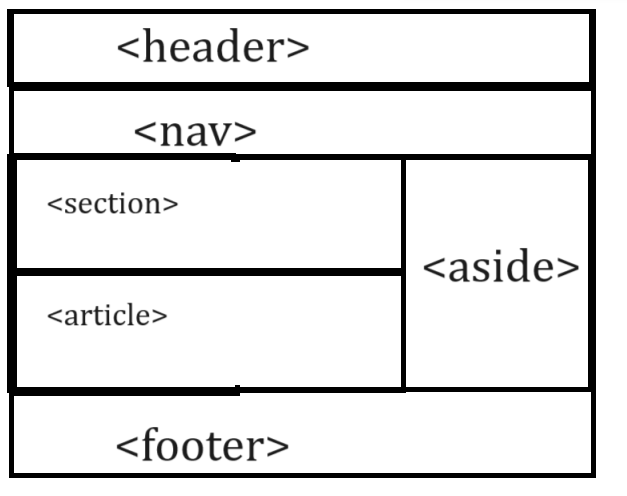 <header>
<nav>
<section>
<article>
<aside>
<footer>